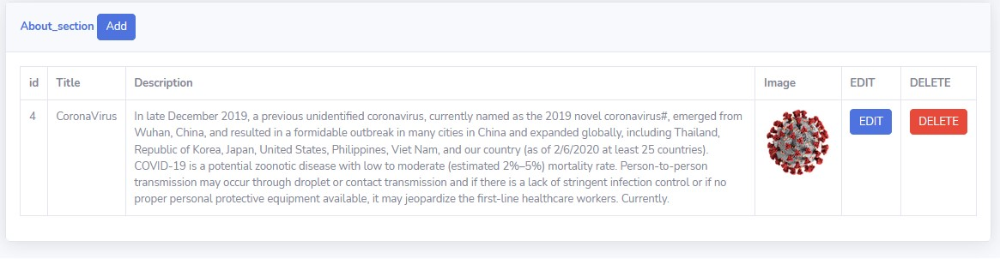 About_section Add
id Title Description Image EDIT DELETE
4 CoronaVirus In late December 2019, a previous unidentified coronavirus, currently named as the 2019 novel coronavirus#, emerged from EDIT DELETE
Wuhan, China, and resulted in a formidable outbreak in many cities in China and expanded globally, including Thailand,
Republic of Korea, Japan, United States, Philippines, Viet Nam, and our country (as of 2/6/2020 at least 25 countries).
COVID-19 is a potential zoonotic disease with low to moderate (estimated 2%–5%) mortality rate. Person-to-person
transmission may occur through droplet or contact transmission and if there is a lack of stringent infection control or if no
proper personal protective equipment available, it may jeopardize the first-line healthcare workers. Currently.